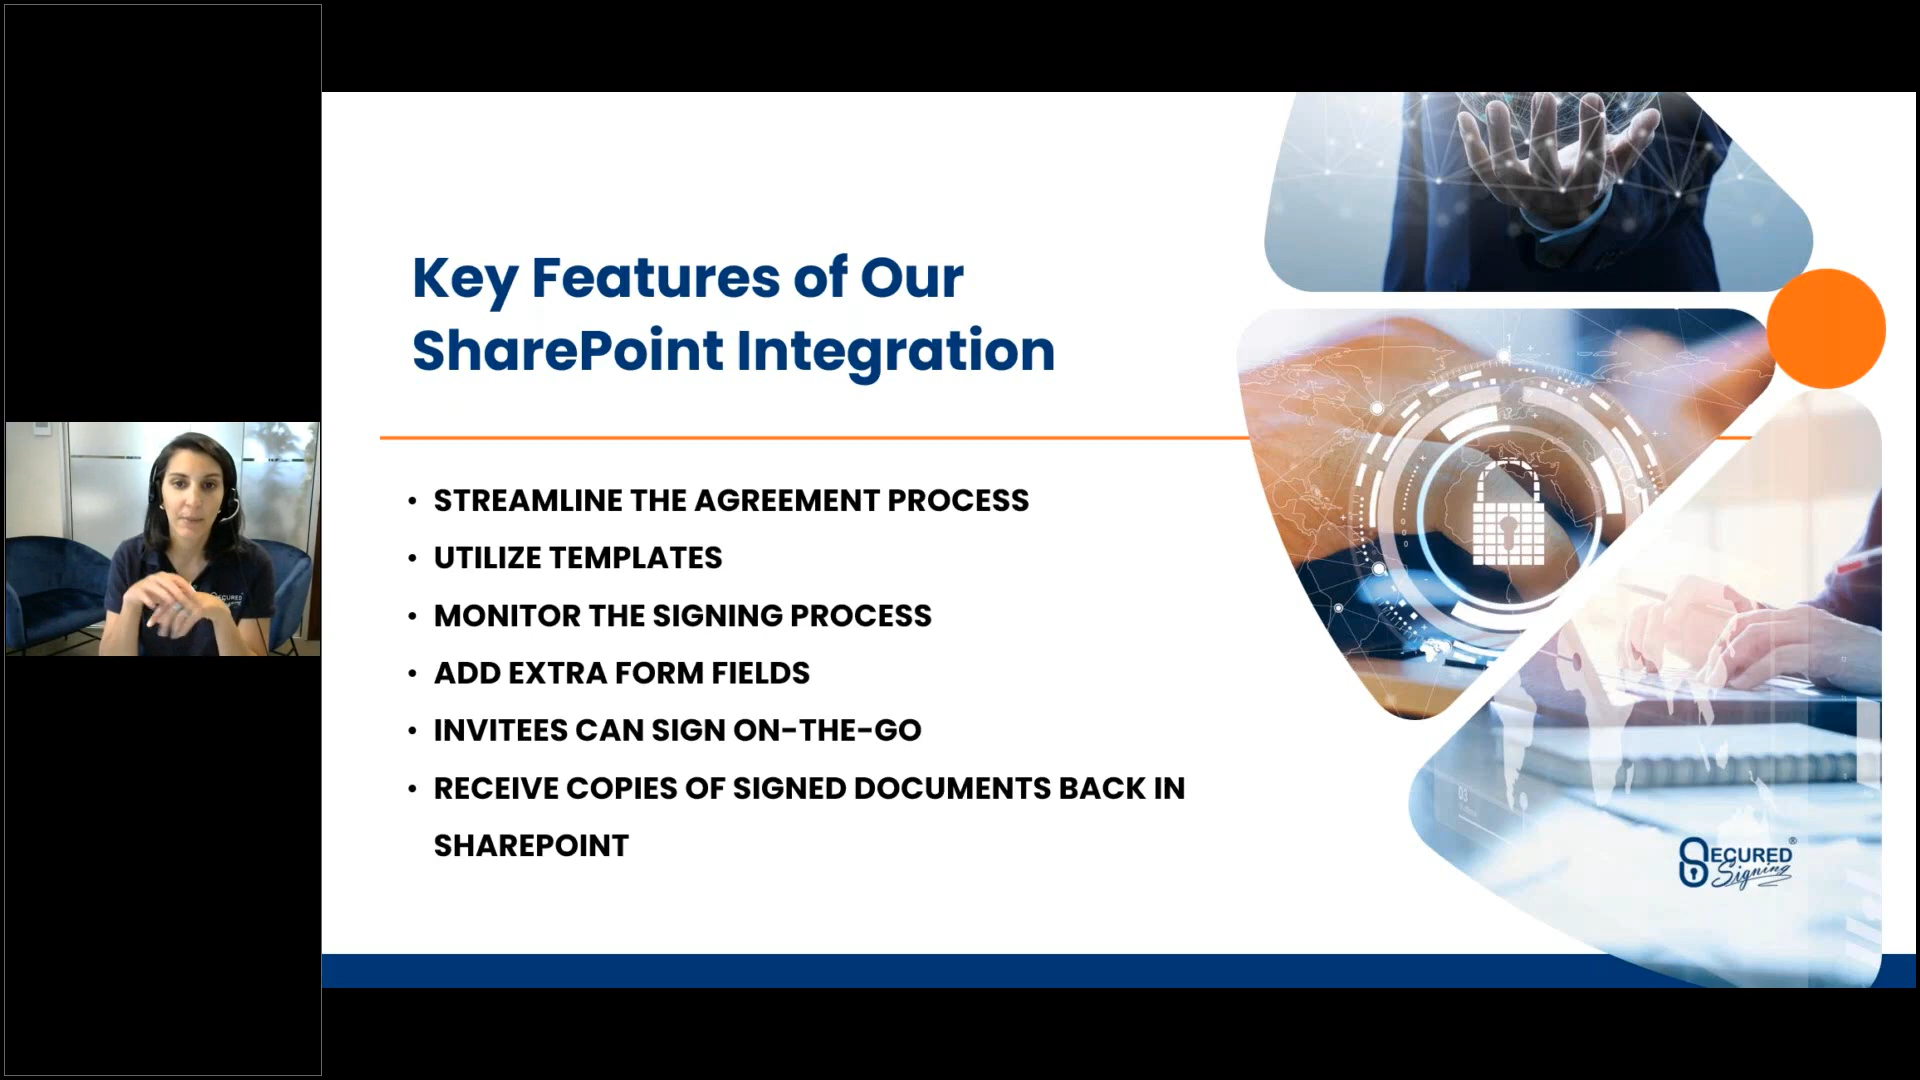 Key Features of Our
SharePoint Integration
• STREAMLINE THE AGREEMENT PROCESS
• UTILIZE TEMPLATES
• MONITOR THE SIGNING PROCESS
• ADD EXTRA FORM FIELDS
• INVITEES CAN SIGN ON-THE-GO
• RECEIVE COPIES OF SIGNED DOCUMENTS BACK IN
SHAREPOINT
SECURED®
Signing